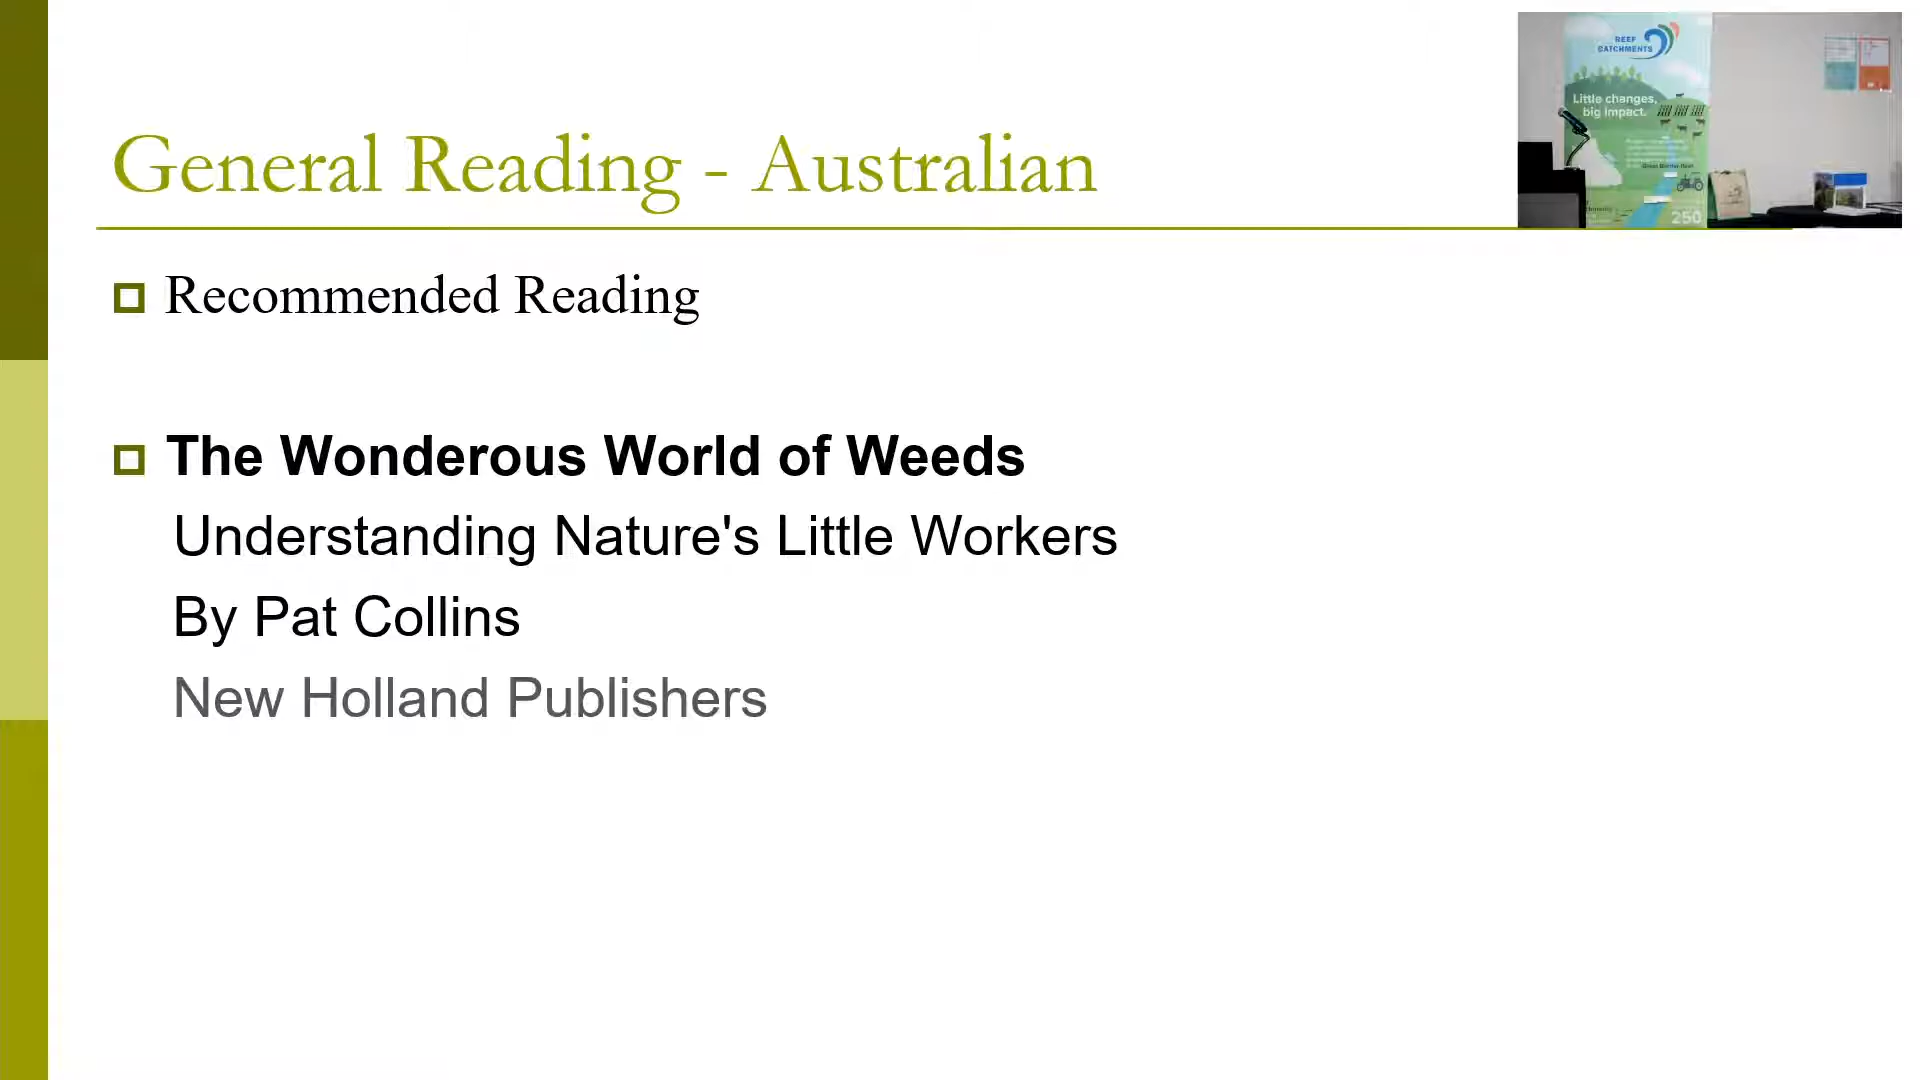 General Reading - Australian
REEF
CATCHMENTS
Little changes,
big impact.
250
Recommended Reading
The Wonderous World of Weeds
Understanding Nature's Little Workers
By Pat Collins
New Holland Publishers